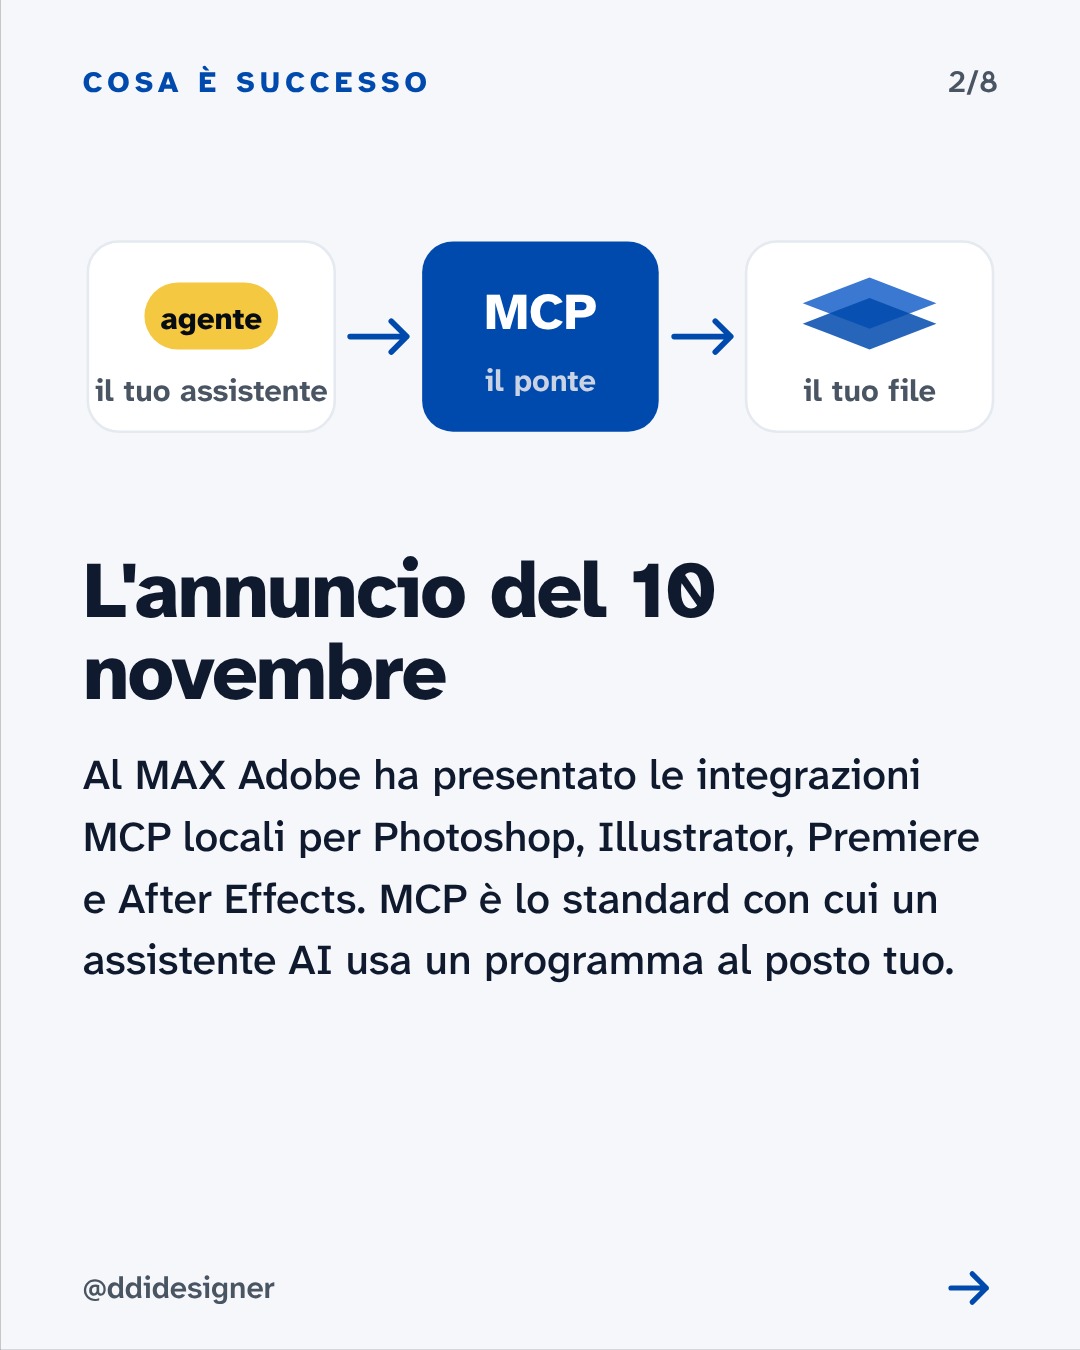 COSA È SUCCESSO
2/8
agente
il tuo assistente
MCP
il ponte
il tuo file
L'annuncio del 10
novembre
Al MAX Adobe ha presentato le integrazioni
MCP locali per Photoshop, Illustrator, Premiere
e After Effects. MCP è lo standard con cui un
assistente AI usa un programma al posto tuo.
@ddidesigner